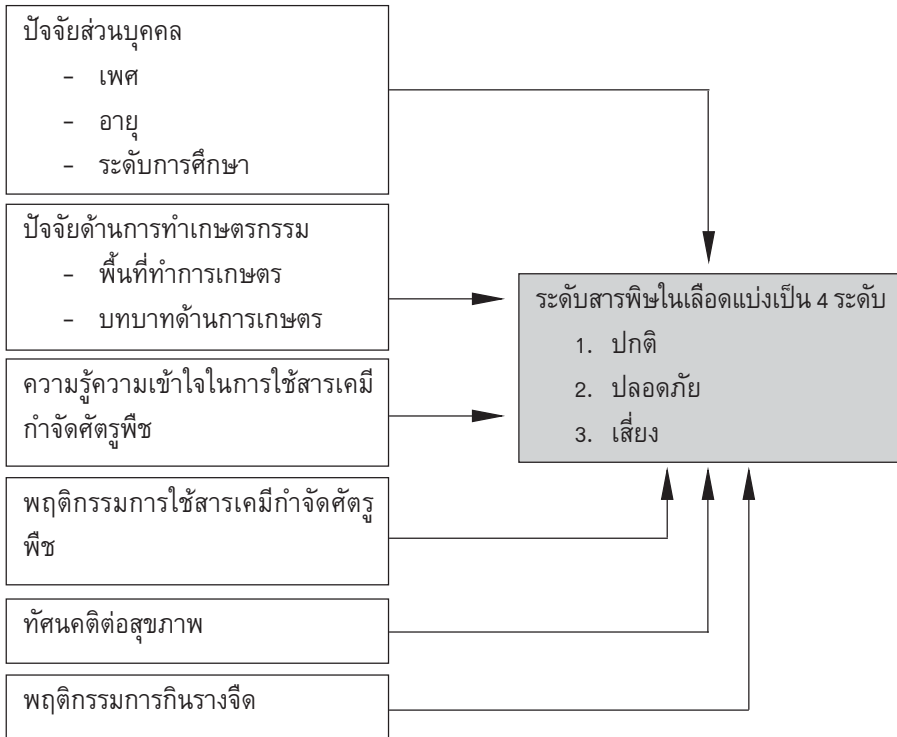 ปัจจัยส่วนบุคคล
- เพศ
- อายุ
- ระดับการศึกษา
ปัจจัยด้านการทำเกษตรกรรม
- พื้นที่ทำการเกษตร
- บทบาทด้านการเกษตร
ความรู้ความเข้าใจในการใช้สารเคมี
กำจัดศัตรูพืช
พฤติกรรมการใช้สารเคมีกำจัดศัตรู
พืช
ทัศนคติต่อสุขภาพ
พฤติกรรมการกินรางจืด
ระดับสารพิษในเลือดแบ่งเป็น 4 ระดับ
1. ปกติ
2. ปลอดภัย
3. เสี่ยง